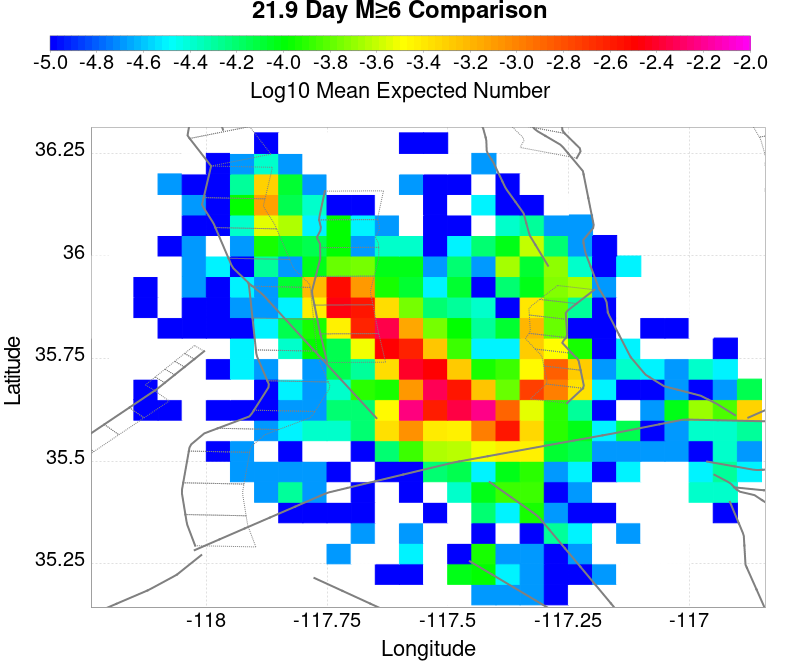 21.9 Day M≥6 Comparison
-5.0 -4.8 -4.6 -4.4 -4.2 -4.0 -3.8 -3.6 -3.4 -3.2 -3.0 -2.8 -2.6 -2.4 -2.2 -2.0
Log10 Mean Expected Number
36.25
36
35.75
35.5
35.25
Latitude
-118 -117.75 -117.5 -117.25 -117
Longitude